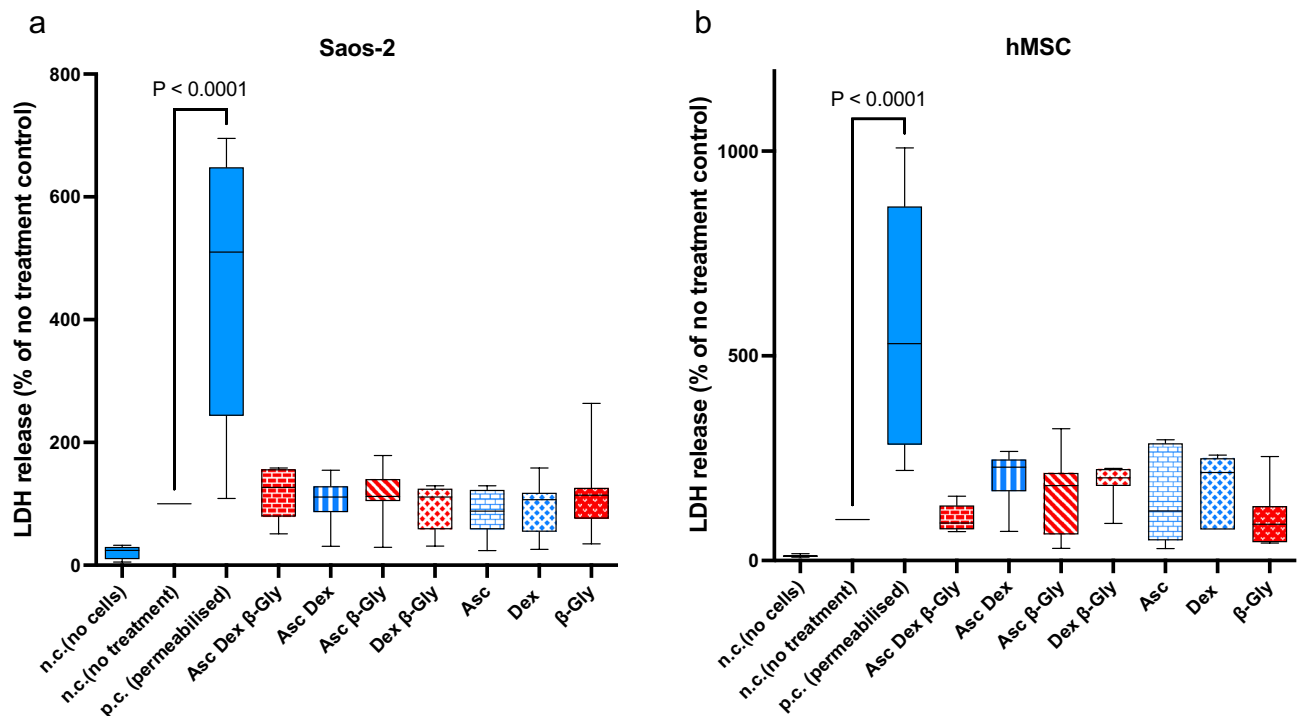 a
Saos-2
LDH release (% of no treatment control)
800
600
400
200
0
P < 0.0001
n.c.(no cells)
n.c.(no treatment)
p.c. (permeabilised)
Asc Dex β-Gly
Asc Dex
Asc β-Gly
Dex β-Gly
Asc
Dex
β-Gly
b
hMSC
LDH release (% of no treatment control)
1000
500
0
P < 0.0001
n.c.(no cells)
n.c.(no treatment)
p.c. (permeabilised)
Asc Dex β-Gly
Asc Dex
Asc β-Gly
Dex β-Gly
Asc
Dex
β-Gly